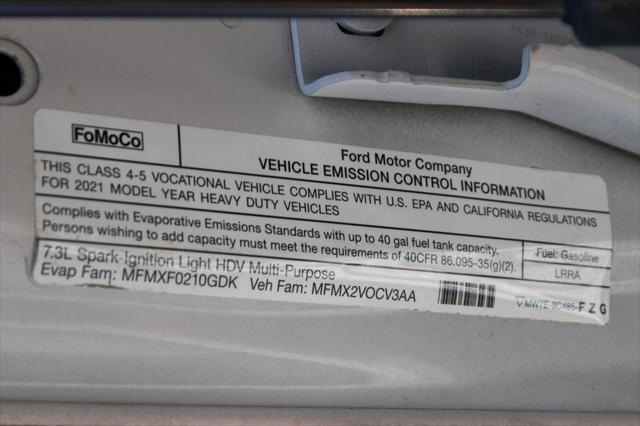 FoMoCo
Ford Motor Company
VEHICLE EMISSION CONTROL INFORMATION
THIS CLASS 4-5 VOCATIONAL VEHICLE COMPLIES WITH U.S. EPA AND CALIFORNIA REGULATIONS
FOR 2021 MODEL YEAR HEAVY DUTY VEHICLES
Complies with Evaporative Emissions Standards with up to 40 gal fuel tank capacity.
Persons wishing to add capacity must meet the requirements of 40CFR 86.095-35(g)(2).
Fuel: Gasoline
LRRA
7.3L Spark-Ignition Light HDV Multi-Purpose
Evap Fam: MFMXF0210GDK Veh Fam: MFMX2VOCV3AA
MW7E-9C485-F Z G